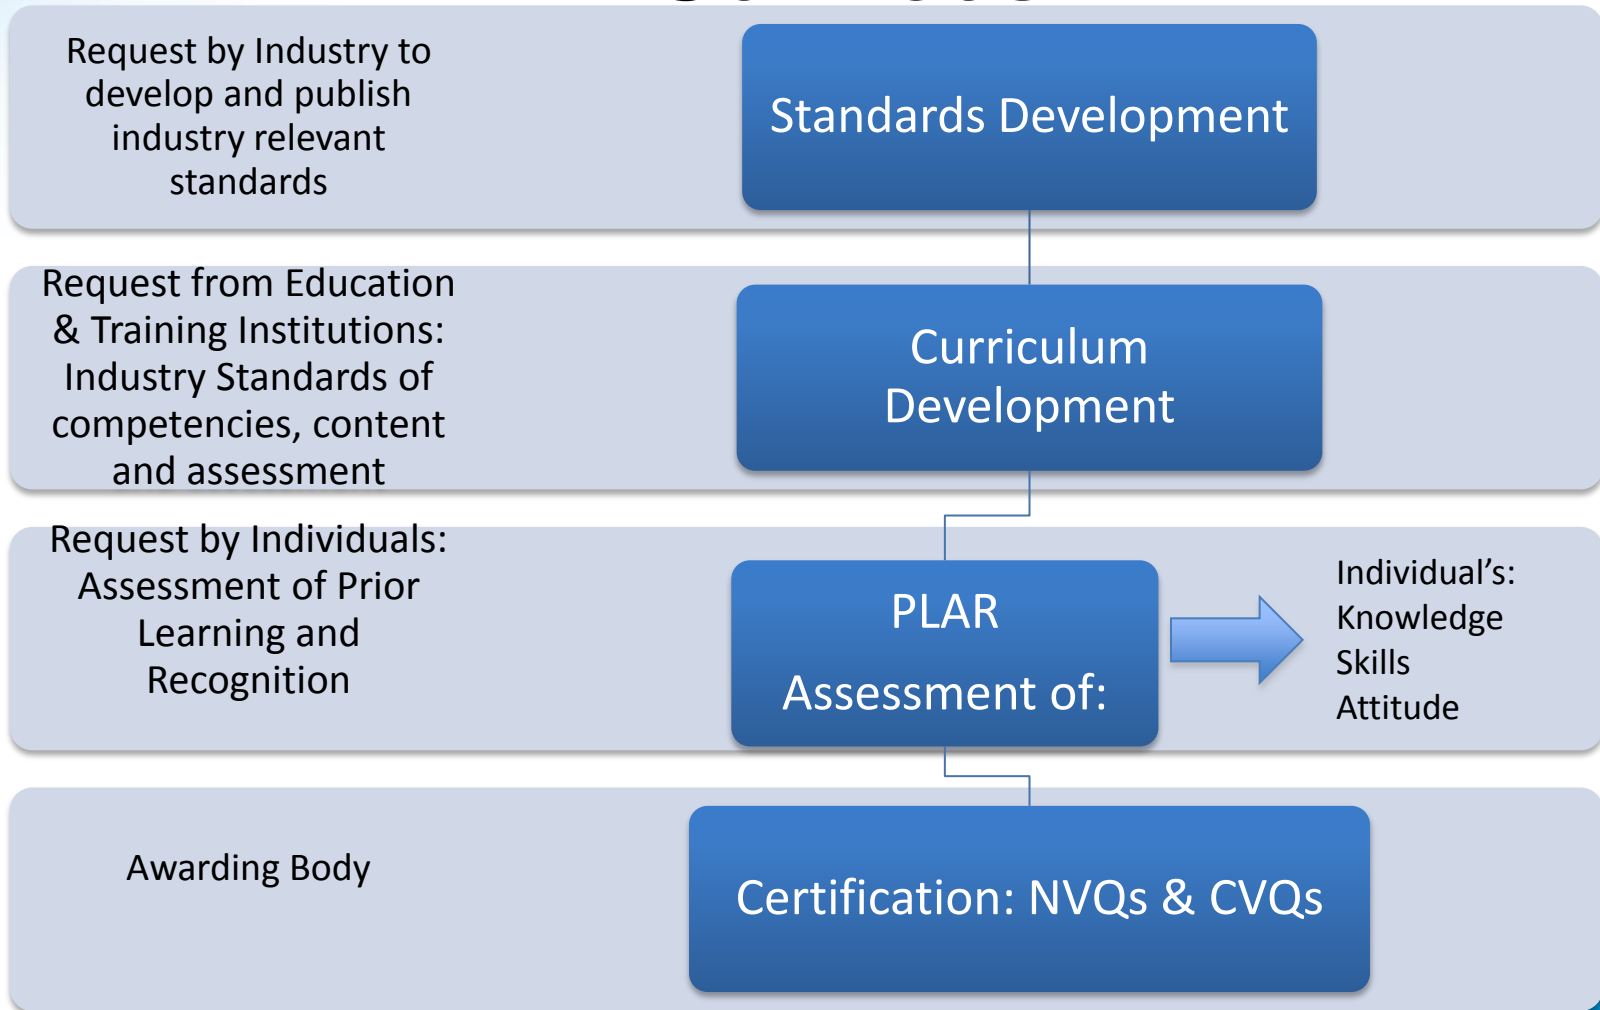 Request by Industry to
develop and publish
industry relevant
standards
Standards Development
Request from Education
& Training Institutions:
Industry Standards of
competencies, content
and assessment
Curriculum
Development
Request by Individuals:
Assessment of Prior
Learning and
Recognition
PLAR
Assessment of:
Individual’s:
Knowledge
Skills
Attitude
Awarding Body
Certification: NVQs & CVQs